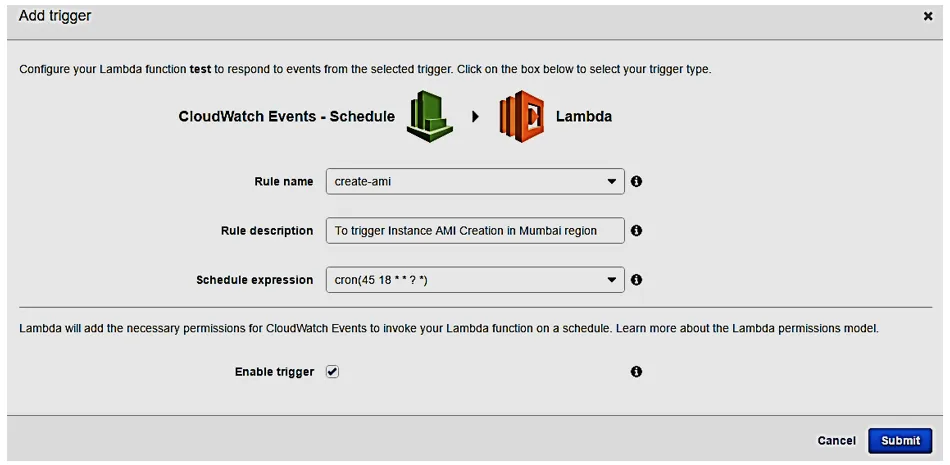 Add trigger
Configure your Lambda function test to respond to events from the selected trigger. Click on the box below to select your trigger type.
CloudWatch Events - Schedule Lambda
Rule name create-ami
Rule description To trigger Instance AMI Creation in Mumbai region
Schedule expression cron(45 18 * * ? *)
Lambda will add the necessary permissions for CloudWatch Events to invoke your Lambda function on a schedule. Learn more about the Lambda permissions model.
Enable trigger
Cancel Submit